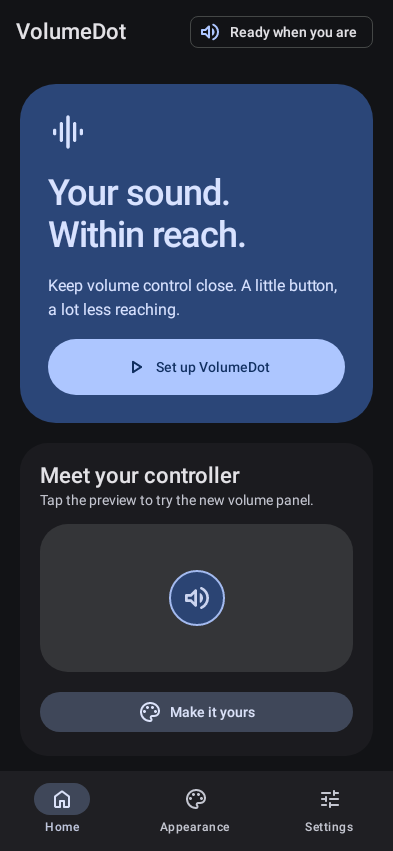 VolumeDot
Ready when you are
Your sound.
Within reach.
Keep volume control close. A little button,
a lot less reaching.
Set up VolumeDot
Meet your controller
Tap the preview to try the new volume panel.
Make it yours
Home
Appearance
Settings